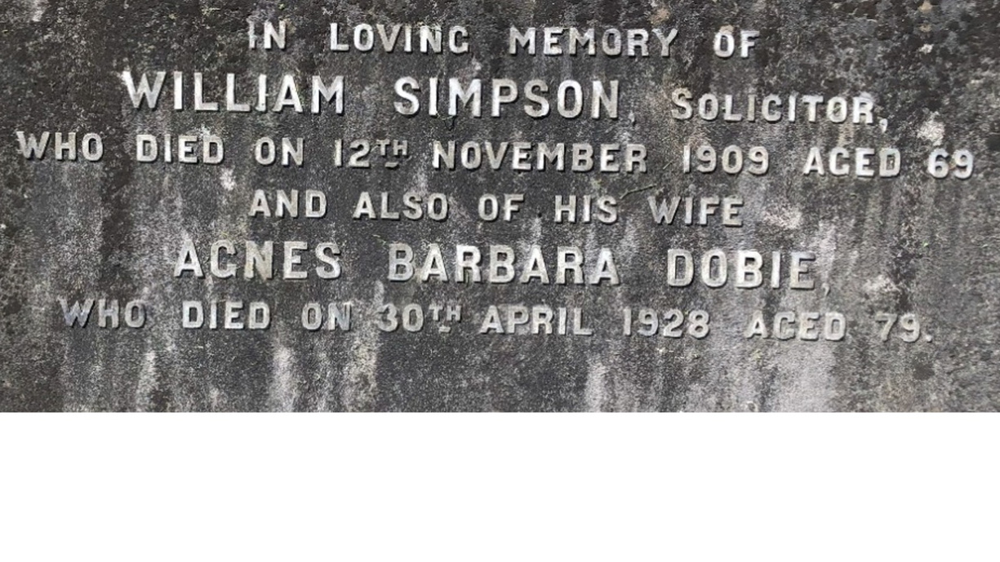 IN LOVING MEMORY OF
WILLIAM SIMPSON, SOLICITOR,
WHO DIED ON 12TH NOVEMBER 1909 AGED 69
AND ALSO OF HIS WIFE
AGNES BARBARA DOBIE,
WHO DIED ON 30TH APRIL 1928 AGED 79.